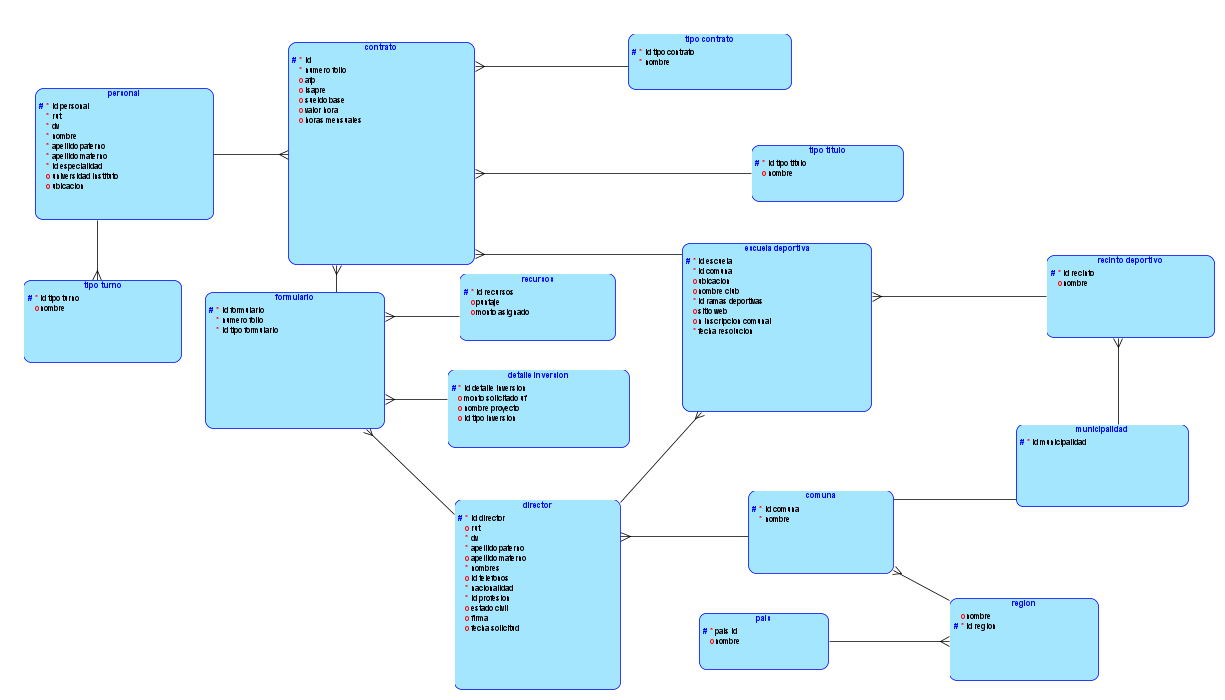 contrato
# * id
* numero folio
o afp
o isapre
o sueldo base
o valor hora
o horas mensuales
tipo contrato
# * id tipo contrato
* nombre
personal
# * id personal
* rut
* dv
* nombre
* apellido paterno
* apellido materno
* id especialidad
o universidad instituto
o ubicacion
tipo titulo
# * id tipo titulo
o nombre
escuela deportiva
# * id escuela
* id comuna
o ubicacion
o nombre club
* id ramas deportivas
o sitio web
o n inscripcion comunal
* fecha resolucion
recinto deportivo
# * id recinto
o nombre
tipo turno
# * id tipo turno
o nombre
formulario
# * id formulario
* numero folio
* id tipo formulario
recursos
# * id recursos
o puntaje
o monto asignado
detalle inversion
# * id detalle inversion
o monto solicitado uf
o nombre proyecto
o id tipo inversion
municipalidad
# * id municipalidad
director
# * id director
o rut
* dv
* apellido paterno
o apellido materno
* nombres
o id telefonos
* nacionalidad
* id profesion
o estado civil
o firma
o fecha solicitud
comuna
# * id comuna
* nombre
region
o nombre
# * id region
pais
# * pais id
o nombre